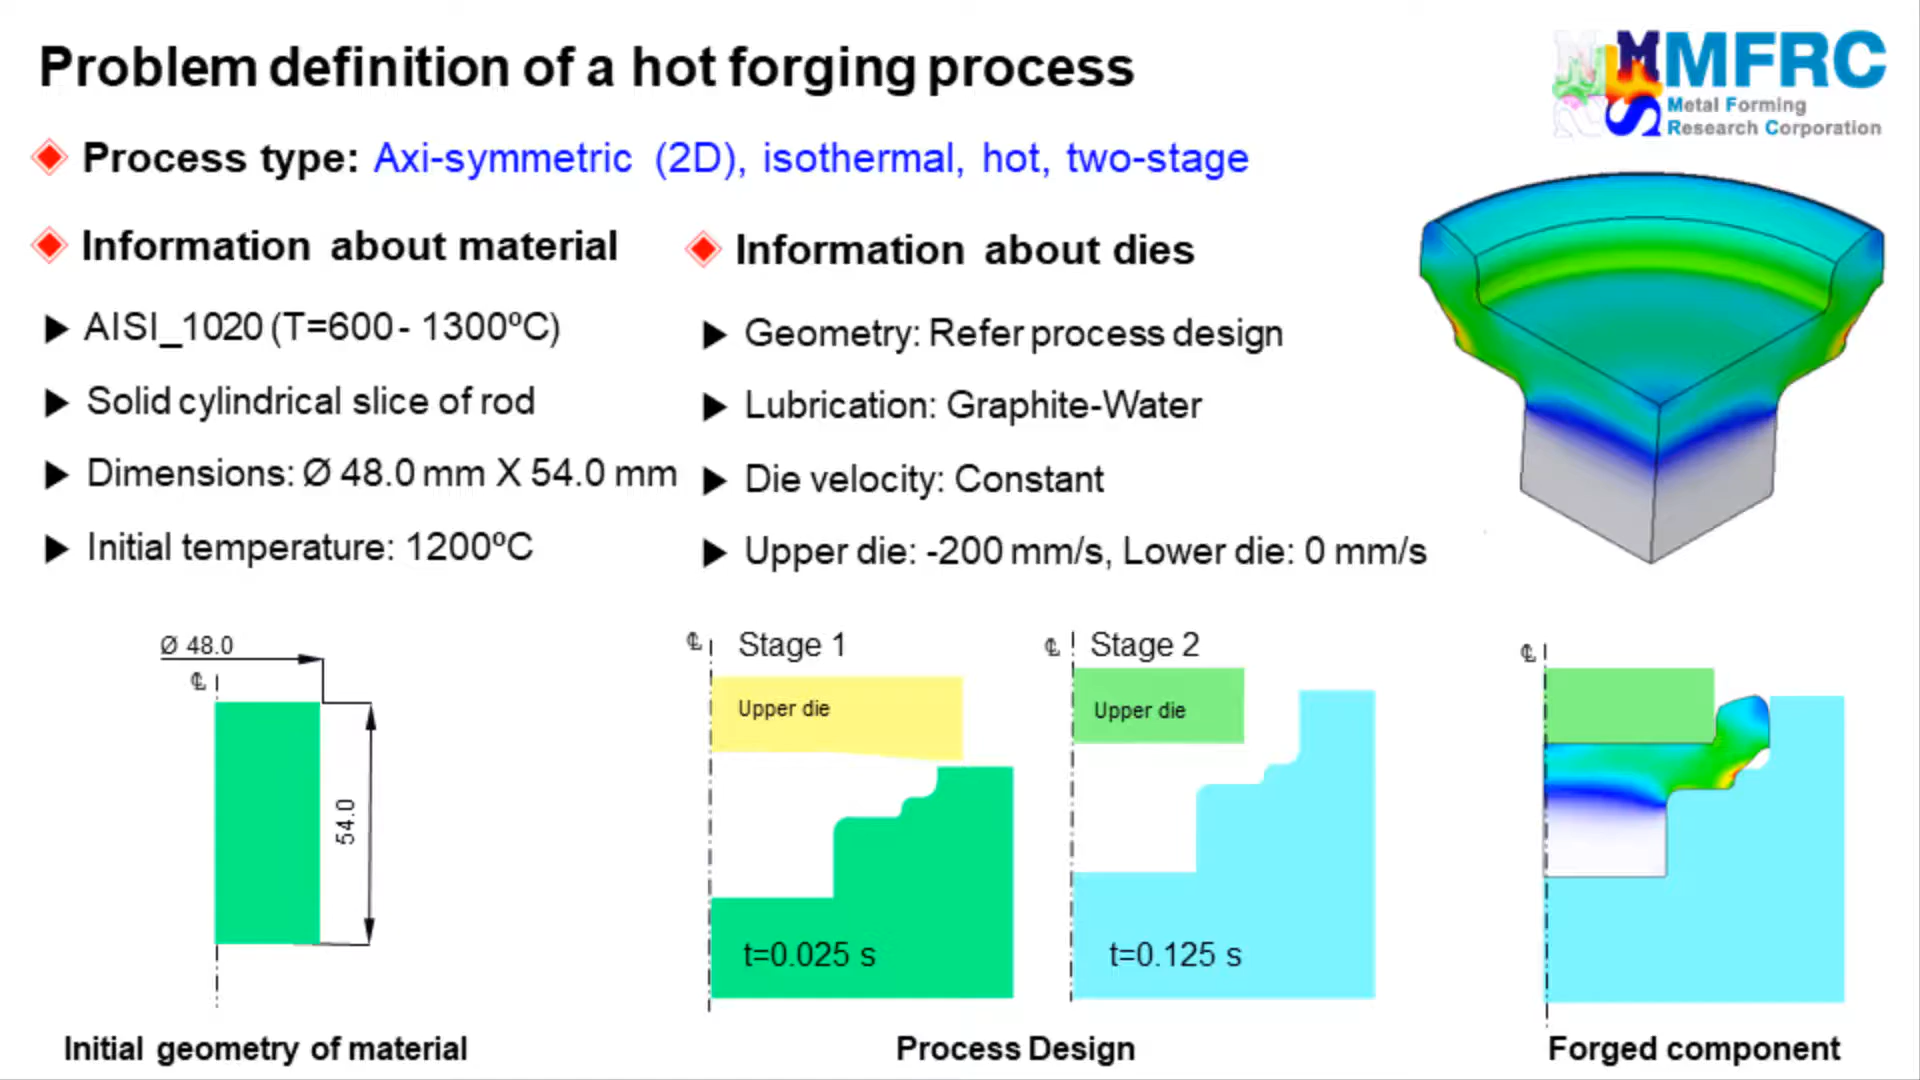 Problem definition of a hot forging process
MFRC
Metal Forming
Research Corporation
Process type: Axi-symmetric (2D), isothermal, hot, two-stage
Information about material
AISI_1020 (T=600 - 1300ºC)
Solid cylindrical slice of rod
Dimensions: Ø 48.0 mm X 54.0 mm
Initial temperature: 1200ºC
Information about dies
Geometry: Refer process design
Lubrication: Graphite-Water
Die velocity: Constant
Upper die: -200 mm/s, Lower die: 0 mm/s
Ø 48.0
℄
54.0
Initial geometry of material
℄
Stage 1
Upper die
t=0.025 s
℄
Stage 2
Upper die
t=0.125 s
Process Design
℄
Forged component